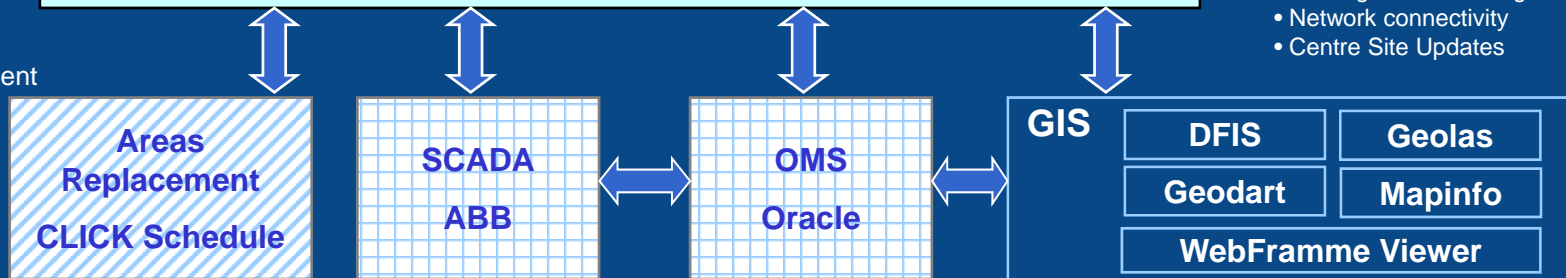 • Network connectivity
• Centre Site Updates
ent
Areas
Replacement
CLICK Schedule
SCADA
ABB
OMS
Oracle
GIS
DFIS
Geolas
Geodart
Mapinfo
WebFramme Viewer